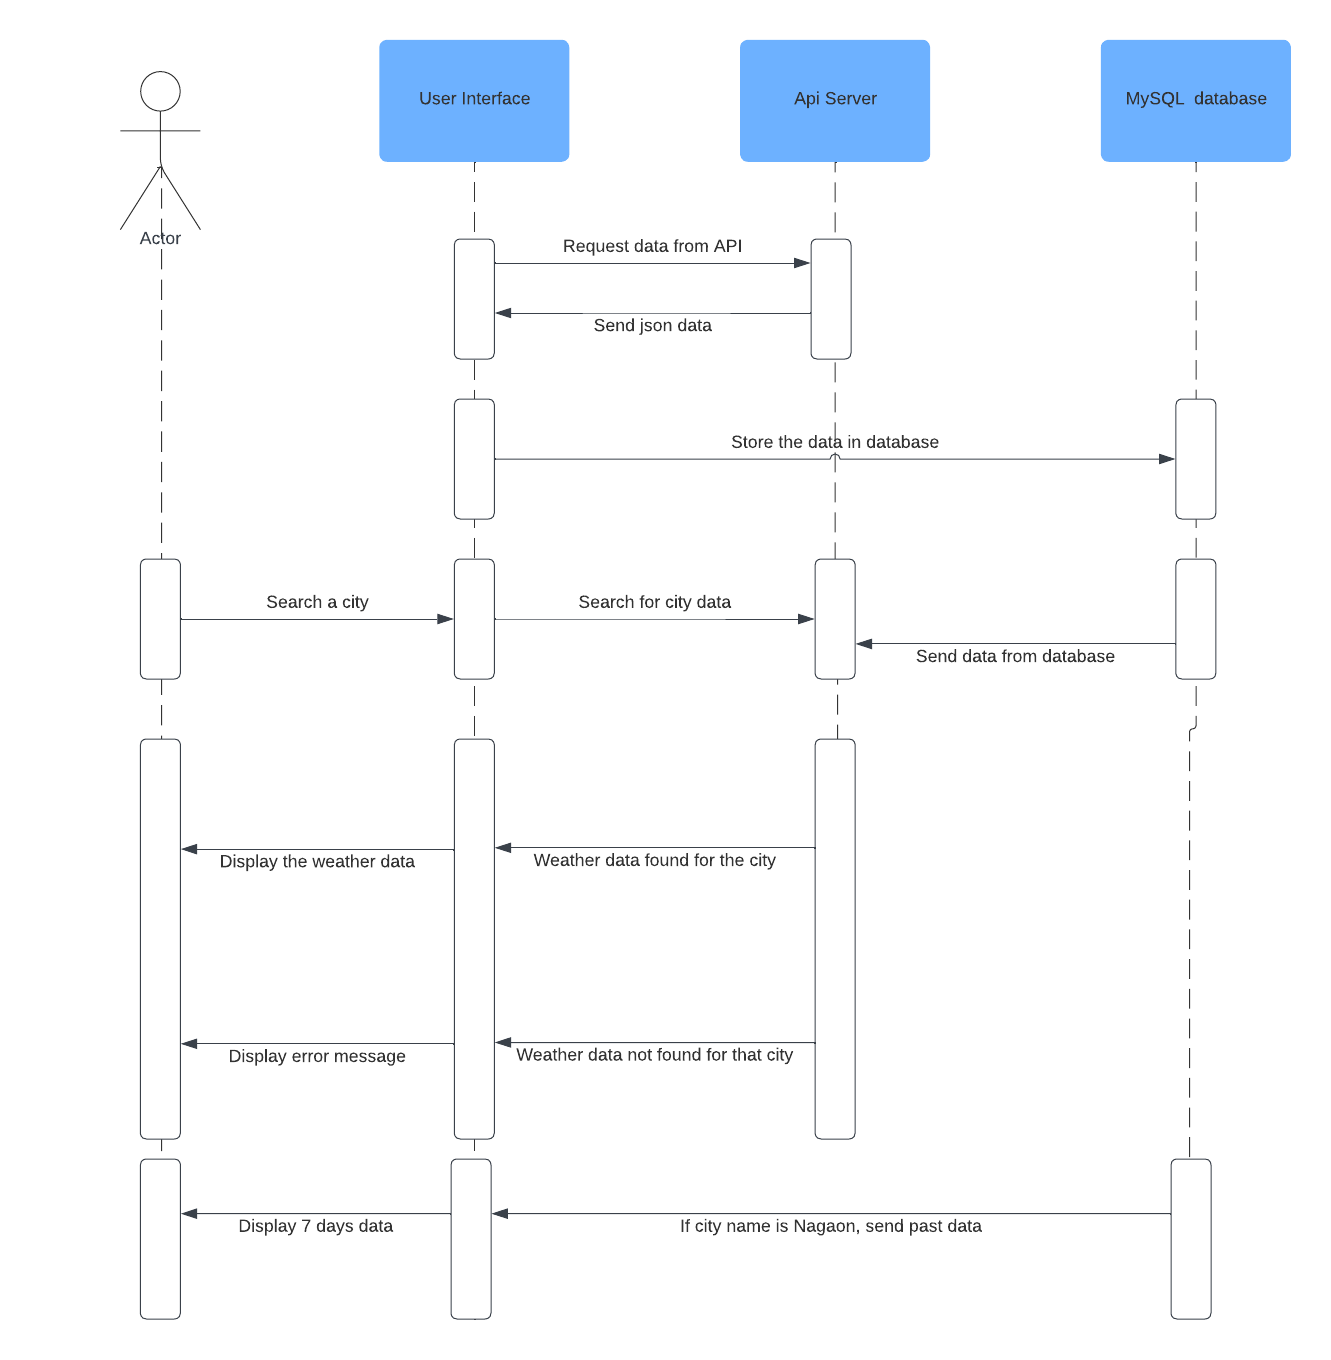 User Interface
Api Server
MySQL  database
Actor
Request data from API
Send json data
Store the data in database
Search a city
Search for city data
Send data from database
Display the weather data
Weather data found for the city
Display error message
Weather data not found for that city
Display 7 days data
If city name is Nagaon, send past data